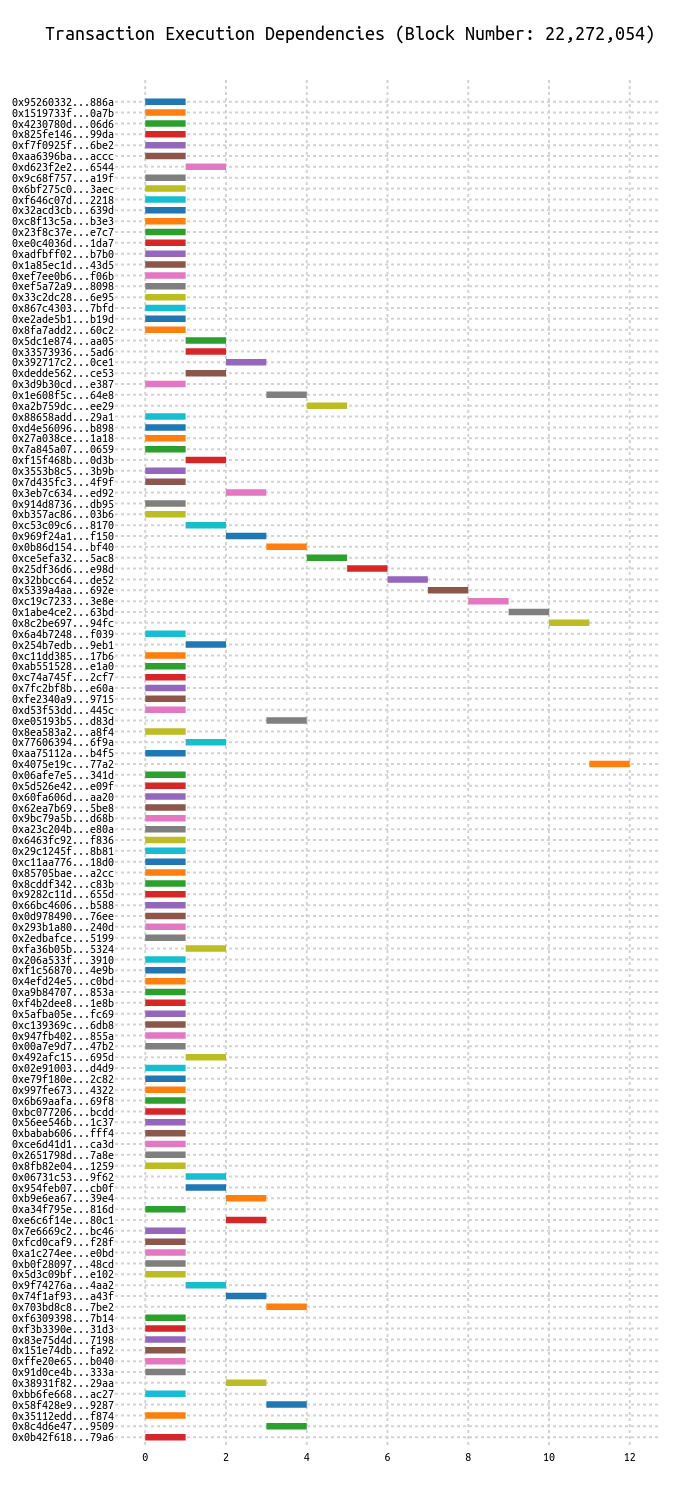 Transaction Execution Dependencies (Block Number: 22,272,054)
0x95260332...886a
0x1519733f...0a7b
0x4230780d...06d6
0x825fe146...99da
0xf7f0925f...6be2
0xaa6396ba...accc
0xd623f2e2...6544
0x9c68f757...a19f
0x6bf275c0...3aec
0xf646c07d...2218
0x32acd3cb...639d
0xc8f13c5a...b3e3
0x23f8c37e...e7c7
0xe0c4036d...1da7
0xadfbff02...b7b0
0x1a85ec1d...43d5
0xef7ee0b6...f06b
0xef5a72a9...8098
0x33c2dc28...6e95
0x867c4303...7bfd
0xe2ade5b1...b19d
0x8fa7add2...60c2
0x5dc1e874...aa05
0x33573936...5ad6
0x392717c2...0ce1
0xdedde562...ce53
0x3d9b30cd...e387
0x1e608f5c...64e8
0xa2b759dc...ee29
0x88658add...29a1
0xd4e56096...b898
0x27a038ce...1a18
0x7a845a07...0659
0xf15f468b...0d3b
0x3553b8c5...3b9b
0x7d435fc3...4f9f
0x3eb7c634...ed92
0x914d8736...db95
0xb357ac86...03b6
0xc53c09c6...8170
0x969f24a1...f150
0x0b86d154...bf40
0xce5efa32...5ac8
0x25df36d6...e98d
0x32bbcc64...de52
0x5339a4aa...692e
0xc19c7233...3e8e
0x1abe4ce2...63bd
0x8c2be697...94fc
0x6a4b7248...f039
0x254b7edb...9eb1
0xc11dd385...17b6
0xab551528...e1a0
0xc74a745f...2cf7
0x7fc2bf8b...e60a
0xfe2340a9...9715
0xd53f53dd...445c
0xe05193b5...d83d
0x8ea583a2...a8f4
0x77606394...6f9a
0xaa75112a...b4f5
0x4075e19c...77a2
0x06afe7e5...341d
0x5d526e42...e09f
0x60fa606d...aa20
0x62ea7b69...5be8
0x9bc79a5b...d68b
0xa23c204b...e80a
0x6463fc92...f836
0x29c1245f...8b81
0xc11aa776...18d0
0x85705bae...a2cc
0x8cddf342...c83b
0x9282c11d...655d
0x66bc4606...b588
0x0d978490...76ee
0x293b1a80...240d
0x2edbafce...5199
0xfa36b05b...5324
0x206a533f...3910
0xf1c56870...4e9b
0x4efd24e5...c0bd
0xa9b84707...853a
0xf4b2dee8...1e8b
0x5afba05e...fc69
0xc139369c...6db8
0x947fb402...855a
0x00a7e9d7...47b2
0x492afc15...695d
0x02e91003...d4d9
0xe79f180e...2c82
0x997fe673...4322
0x6b69aafa...69f8
0xbc077206...bcdd
0x56ee546b...1c37
0xbabab606...fff4
0xce6d41d1...ca3d
0x2651798d...7a8e
0x8fb82e04...1259
0x06731c53...9f62
0x954feb07...cb0f
0xb9e6ea67...39e4
0xa34f795e...816d
0xe6c6f14e...80c1
0x7e6669c2...bc46
0xfcd0caf9...f28f
0xa1c274ee...e0bd
0xb0f28097...48cd
0x5d3c09bf...e102
0x9f74276a...4aa2
0x74f1af93...a43f
0x703bd8c8...7be2
0xf6309398...7b14
0xf3b3390e...31d3
0x83e75d4d...7198
0x151e74db...fa92
0xffe20e65...b040
0x91d0ce4b...333a
0x38931f82...29aa
0xbb6fe668...ac27
0x58f428e9...9287
0x35112edd...f874
0x8c4d6e47...9509
0x0b42f618...79a6
0 2 4 6 8 10 12